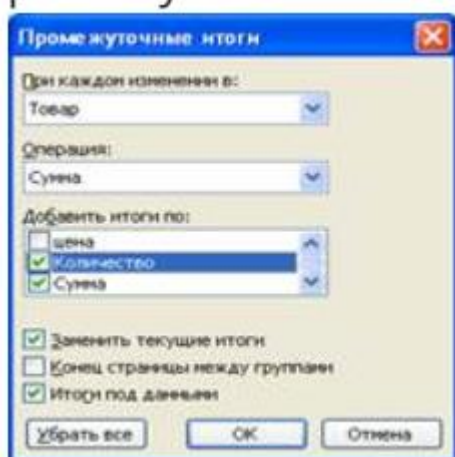 Промежуточные итоги
При каждом изменении в:
Товар
Операция:
Сумма
Добавить итоги по:
цена
Количество
Сумма
Заменить текущие итоги
Конец страницы между группами
Итоги под данными
Убрать все
ОК
Отмена